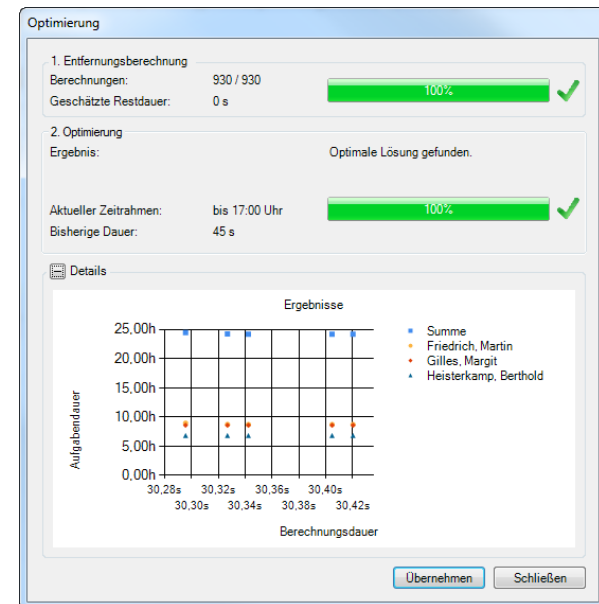 Optimierung
1. Entfernungsberechnung
Berechnungen: 930 / 930
100%
Geschätzte Restdauer: 0 s
2. Optimierung
Ergebnis: Optimale Lösung gefunden.
Aktueller Zeitrahmen: bis 17:00 Uhr
100%
Bisherige Dauer: 45 s
Details
Ergebnisse
25,00h
20,00h
15,00h
10,00h
5,00h
0,00h
Aufgabendauer
30,28s 30,32s 30,36s 30,40s
30,30s 30,34s 30,38s 30,42s
Berechnungsdauer
Summe
Friedrich, Martin
Gilles, Margit
Heisterkamp, Berthold
Übernehmen Schließen